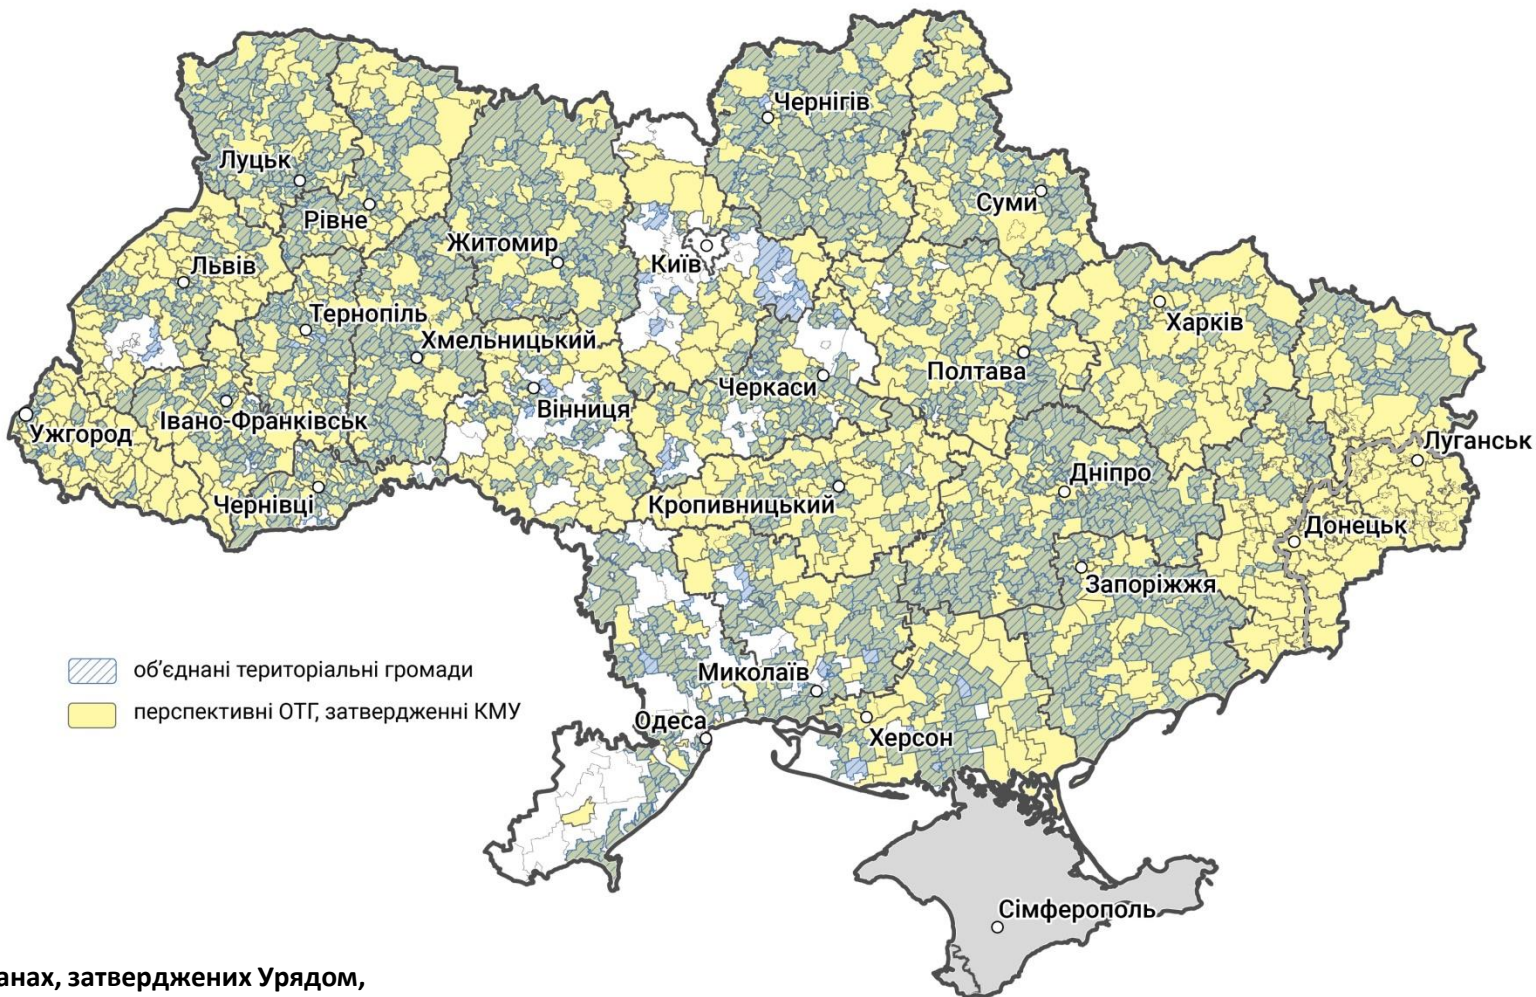 Чернігів
Луцьк
Суми
Рівне
Житомир
Київ
Львів
Тернопіль
Харків
Хмельницький
Полтава
Черкаси
Вінниця
Івано-Франківськ
Ужгород
Луганськ
Дніпро
Чернівці
Кропивницький
Донецьк
Запоріжжя
об’єднані територіальні громади
Миколаїв
перспективні ОТГ, затвердженні КМУ
Одеса
Херсон
Сімферополь
анах, затверджених Урядом,